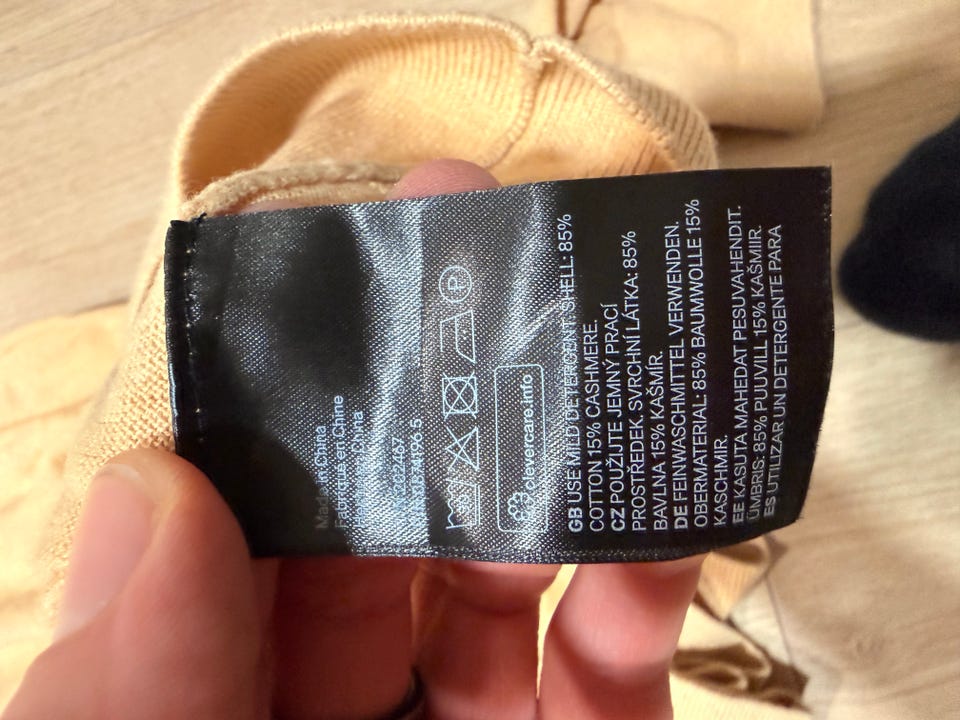 Made in China
Fabriqué en Chine
P
clevercare.info
GB USE MILD DETERGENT. SHELL: 85%
COTTON 15% CASHMERE.
CZ POUŽIJTE JEMNÝ PRACÍ
PROSTŘEDEK. SVRCHNÍ LÁTKA: 85%
BAVLNA 15% KAŠMÍR.
DE FEINWASCHMITTEL VERWENDEN.
OBERMATERIAL: 85% BAUMWOLLE 15%
KASCHMIR.
EE KASUTA MAHEDAT PESUVAHENDIT.
ÜMBRIS: 85% PUUVILL 15% KAŠMIIR.
ES UTILIZAR UN DETERGENTE PARA